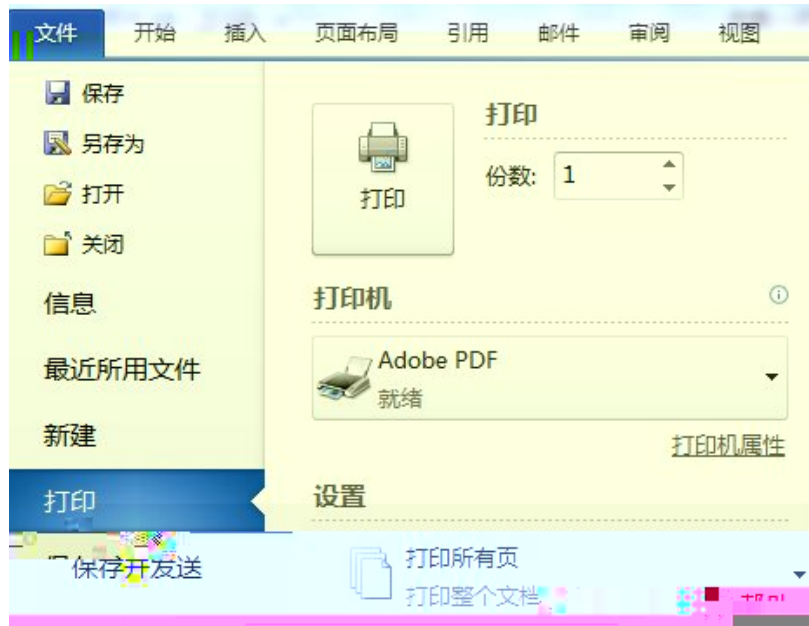 文件 开始 插入 页面布局 引用 邮件 审阅 视图
保存
另存为
打开
关闭
信息
最近所用文件
新建
打印
保存并发送
打印
打印
份数: 1
打印机
Adobe PDF
就绪
打印机属性
设置
打印所有页
打印整个文档